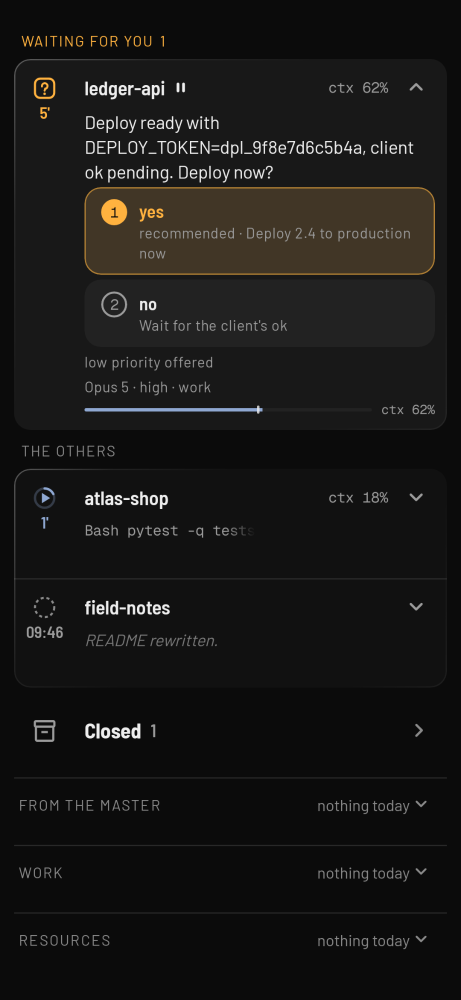 WAITING FOR YOU 1
ledger-api
ctx 62%
5'
Deploy ready with
DEPLOY_TOKEN=dpl_9f8e7d6c5b4a, client
ok pending. Deploy now?
1 yes
recommended · Deploy 2.4 to production
now
2 no
Wait for the client's ok
low priority offered
Opus 5 · high · work
ctx 62%
THE OTHERS
atlas-shop
ctx 18%
1'
Bash pytest -q tests
field-notes
09:46
README rewritten.
Closed 1
FROM THE MASTER
nothing today
WORK
nothing today
RESOURCES
nothing today